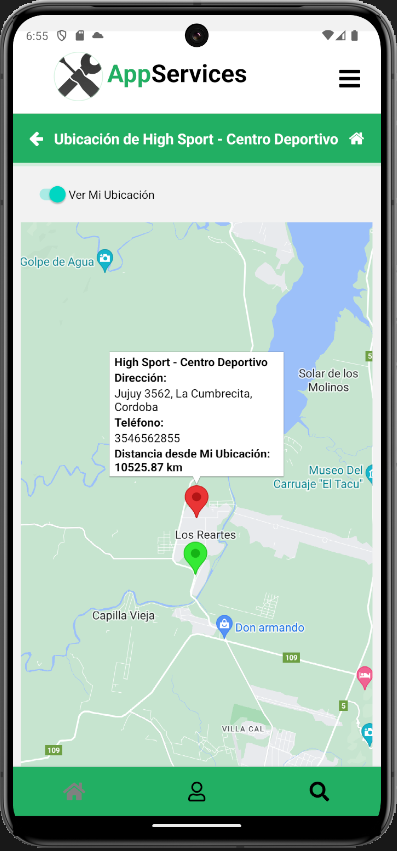 6:55
AppServices
Ubicación de High Sport - Centro Deportivo
Ver Mi Ubicación
Golpe de Agua
5
High Sport - Centro Deportivo
Dirección:
Jujuy 3562, La Cumbrecita,
Cordoba
Teléfono:
3546562855
Distancia desde Mi Ubicación:
10525.87 km
Solar de los
Molinos
Museo Del
Carruaje "El Tacu"
Los Reartes
Capilla Vieja
Don armando
109
5
VILLA CAL
109